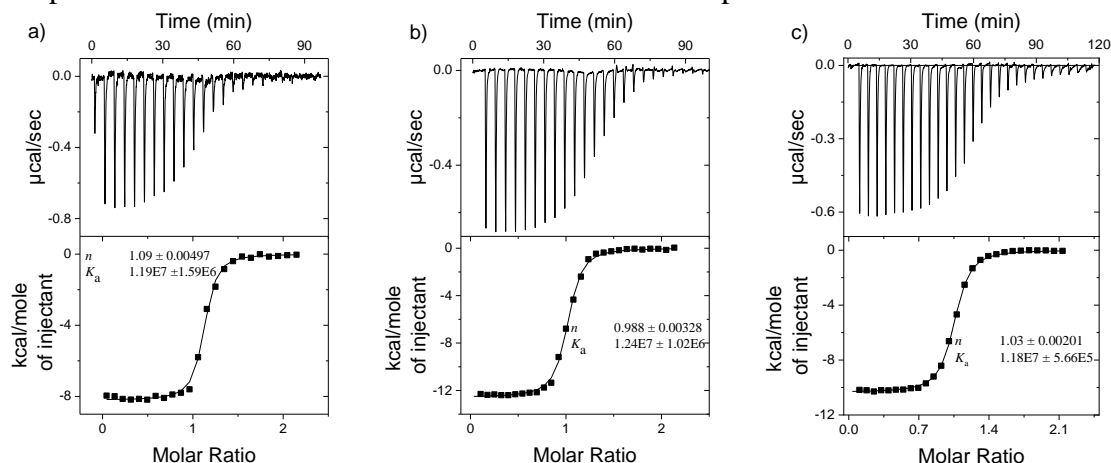 Time (min)
a)
0 30 60 90
0.0
-0.4
-0.8
µcal/sec
0
-4
-8
kcal/mole
of injectant
n 1.09 ± 0.00497
Ka 1.19E7 ±1.59E6
0 1 2
Molar Ratio
Time (min)
b)
0 30 60 90
0.0
-0.4
µcal/sec
0
-4
-8
-12
kcal/mole
of injectant
n 0.988 ± 0.00328
Ka 1.24E7 ± 1.02E6
0 1 2
Molar Ratio
Time (min)
c)
0 30 60 90 120
0.0
-0.3
-0.6
µcal/sec
0
-4
-8
-12
kcal/mole
of injectant
n 1.03 ± 0.00201
Ka 1.18E7 ± 5.66E5
0.0 0.7 1.4 2.1
Molar Ratio